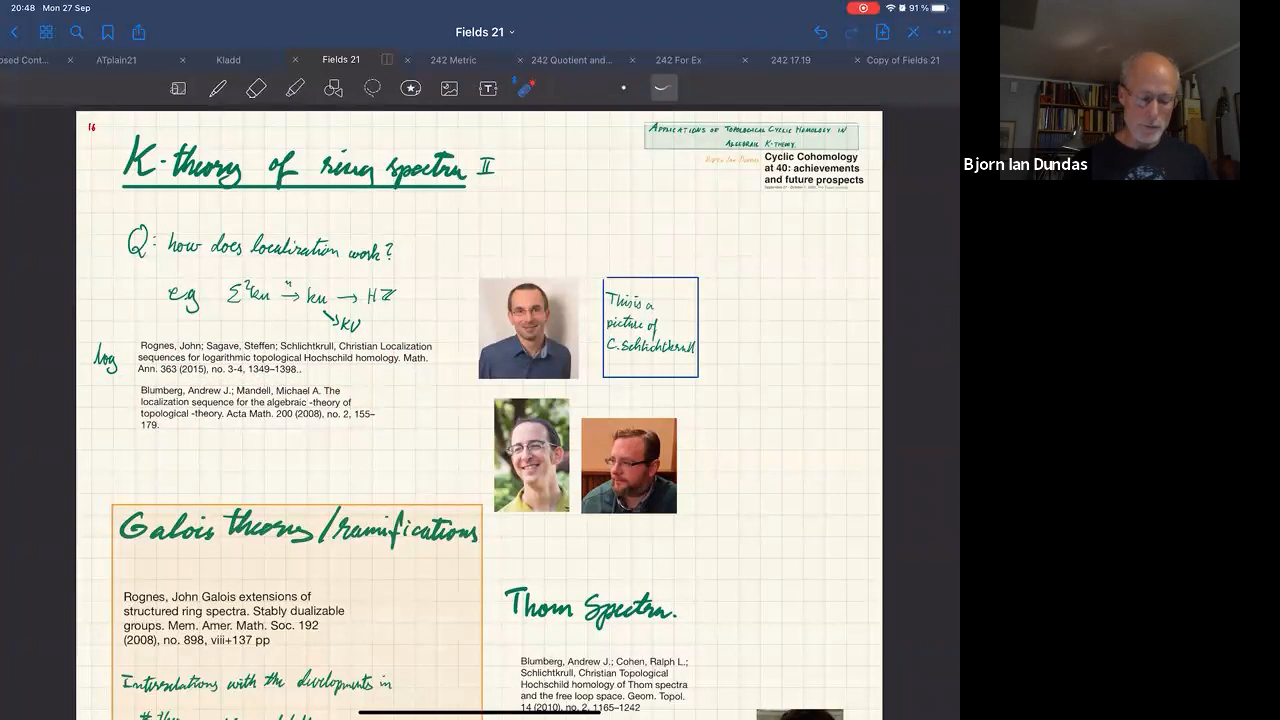 20:48 Mon 27 Sep
91 %
Fields 21
osed Cont...
ATplain21
Kladd
Fields 21
242 Metric
242 Quotient and...
242 For Ex
242 17.19
Copy of Fields 21
16
K-theory of ring spectra II
APPLICATIONS OF TOPOLOGICAL CYCLIC HOMOLOGY IN
ALGEBRAIC K-THEORY.
Bjørn Ian Dundas
Cyclic Cohomology
at 40: achievements
and future prospects
Q: how does localization work?
e.g Σ²ku → ku → Hℤ
↘ KU
log
Rognes, John; Sagave, Steffen; Schlichtkrull, Christian Localization
sequences for logarithmic topological Hochschild homology. Math.
Ann. 363 (2015), no. 3-4, 1349–1398..
Blumberg, Andrew J.; Mandell, Michael A. The
localization sequence for the algebraic -theory of
topological -theory. Acta Math. 200 (2008), no. 2, 155–
179.
This is a
picture of
C. Schlichtkrull
Galois theory/ramifications
Rognes, John Galois extensions of
structured ring spectra. Stably dualizable
groups. Mem. Amer. Math. Soc. 192
(2008), no. 898, viii+137 pp
Interrelations with the developments in
Thom Spectra.
Blumberg, Andrew J.; Cohen, Ralph L.;
Schlichtkrull, Christian Topological
Hochschild homology of Thom spectra
and the free loop space. Geom. Topol.
14 (2010), no. 2, 1165–1242
Bjorn Ian Dundas